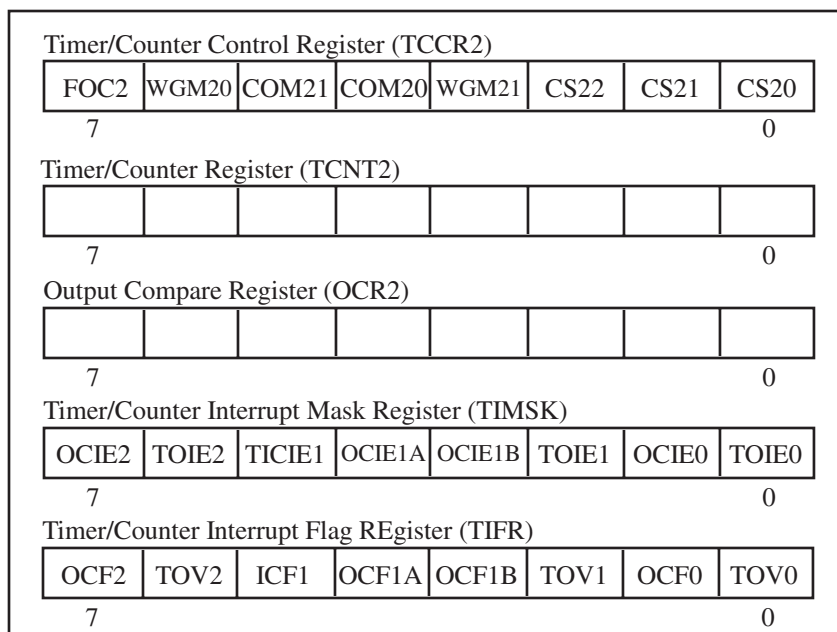 Timer/Counter Control Register (TCCR2)
FOC2 WGM20 COM21 COM20 WGM21 CS22 CS21 CS20
7 0
Timer/Counter Register (TCNT2)
7 0
Output Compare Register (OCR2)
7 0
Timer/Counter Interrupt Mask Register (TIMSK)
OCIE2 TOIE2 TICIE1 OCIE1A OCIE1B TOIE1 OCIE0 TOIE0
7 0
Timer/Counter Interrupt Flag REgister (TIFR)
OCF2 TOV2 ICF1 OCF1A OCF1B TOV1 OCF0 TOV0
7 0